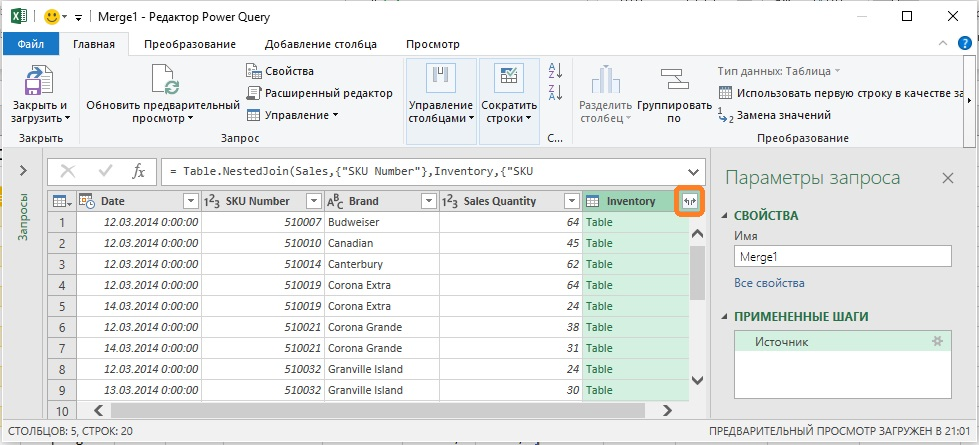 Merge1 - Редактор Power Query
Файл Главная Преобразование Добавление столбца Просмотр
Закрыть и загрузить
Закрыть
Обновить предварительный просмотр
Свойства
Расширенный редактор
Управление
Запрос
Управление столбцами
Сократить строки
С...
Разделить столбец
Группировать по
Тип данных: Таблица
Использовать первую строку в качестве за
Замена значений
Преобразование
Запросы
= Table.NestedJoin(Sales,{"SKU Number"},Inventory,{"SKU
Date SKU Number Brand Sales Quantity Inventory
1 12.03.2014 0:00:00 510007 Budweiser 64 Table
2 12.03.2014 0:00:00 510010 Canadian 45 Table
3 12.03.2014 0:00:00 510014 Canterbury 62 Table
4 12.03.2014 0:00:00 510019 Corona Extra 64 Table
5 14.03.2014 0:00:00 510019 Corona Extra 24 Table
6 12.03.2014 0:00:00 510021 Corona Grande 38 Table
7 14.03.2014 0:00:00 510021 Corona Grande 31 Table
8 12.03.2014 0:00:00 510032 Granville Island 24 Table
9 13.03.2014 0:00:00 510032 Granville Island 30 Table
10
Параметры запроса
СВОЙСТВА
Имя
Merge1
Все свойства
ПРИМЕНЕННЫЕ ШАГИ
Источник
СТОЛБЦОВ: 5, СТРОК: 20
ПРЕДВАРИТЕЛЬНЫЙ ПРОСМОТР ЗАГРУЖЕН В 21:01